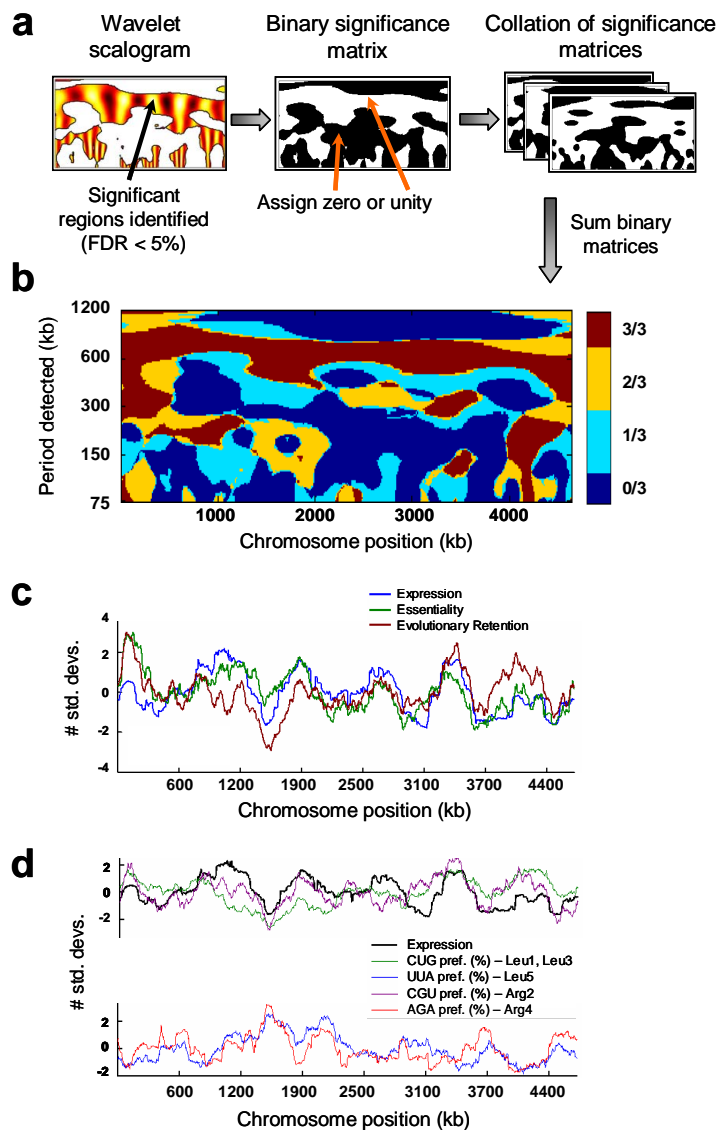 a
Wavelet scalogram
Binary significance matrix
Collation of significance matrices
Significant regions identified (FDR < 5%)
Assign zero or unity
Sum binary matrices
b
Period detected (kb)
1200
600
300
150
75
1000
2000
3000
4000
Chromosome position (kb)
3/3
2/3
1/3
0/3
c
Expression
Essentiality
Evolutionary Retention
# std. devs.
4
2
0
-2
-4
600
1200
1900
2500
3100
3700
4400
Chromosome position (kb)
d
# std. devs.
2
0
-2
Expression
CUG pref. (%) – Leu1, Leu3
UUA pref. (%) – Leu5
CGU pref. (%) – Arg2
AGA pref. (%) – Arg4
2
0
-2
600
1200
1900
2500
3100
3700
4400
Chromosome position (kb)